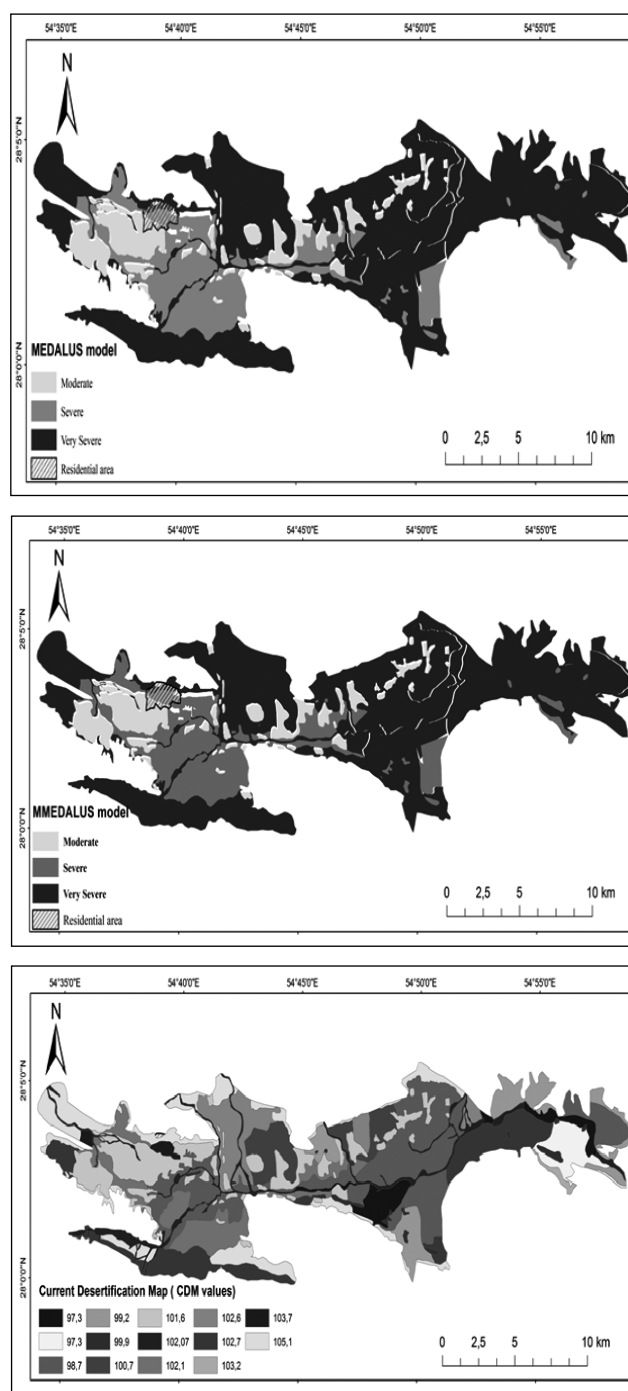 54°35'0"E 54°40'0"E 54°45'0"E 54°50'0"E 54°55'0"E
N
28°5'0"N
28°0'0"N
MEDALUS model
Moderate
Severe
Very Severe
Residential area
0 2,5 5 10 km
54°35'0"E 54°40'0"E 54°45'0"E 54°50'0"E 54°55'0"E
N
28°5'0"N
28°0'0"N
MMEDALUS model
Moderate
Severe
Very Severe
Residential area
0 2,5 5 10 km
54°35'0"E 54°40'0"E 54°45'0"E 54°50'0"E 54°55'0"E
N
28°5'0"N
28°0'0"N
Current Desertification Map ( CDM values)
97,3 99,2 101,6 102,6 103,7
97,3 99,9 102,07 102,7 105,1
98,7 100,7 102,1 103,2
0 2,5 5 10 km